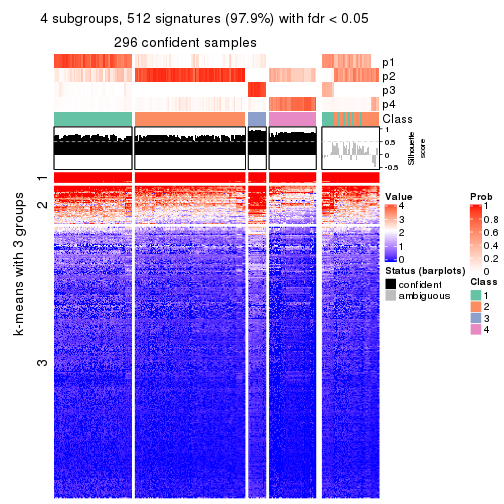 4 subgroups, 512 signatures (97.9%) with fdr < 0.05
296 confident samples
p1
p2
p3
p4
Class
1
0.5
0
-0.5
Silhouette
score
k-means with 3 groups
1
2
3
Value
4
3
2
1
0
Status (barplots)
confident
ambiguous
Prob
1
0.8
0.6
0.4
0.2
0
Class
1
2
3
4